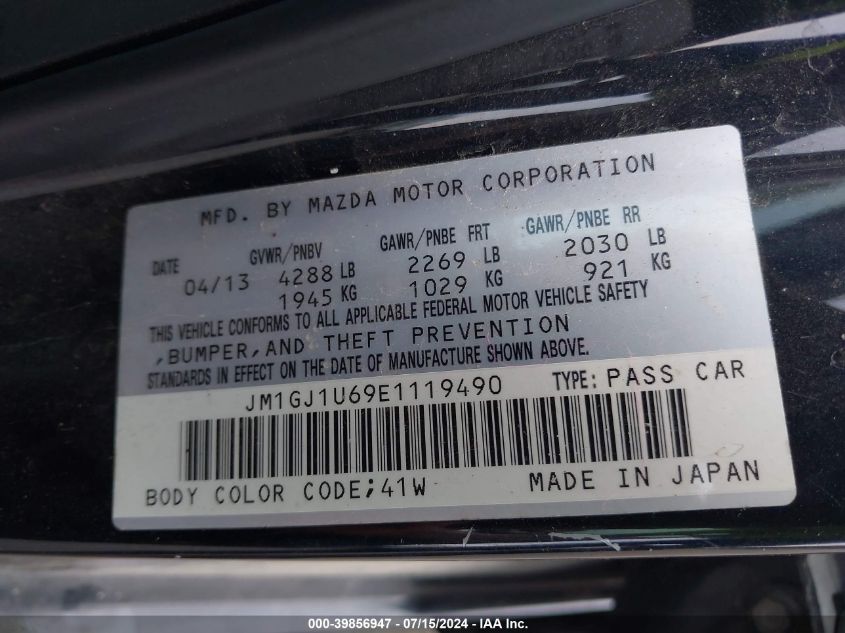 MFD. BY MAZDA MOTOR CORPORATION
DATE GVWR/PNBV GAWR/PNBE FRT GAWR/PNBE RR
04/13 4288 LB 2269 LB 2030 LB
1945 KG 1029 KG 921 KG
THIS VEHICLE CONFORMS TO ALL APPLICABLE FEDERAL MOTOR VEHICLE SAFETY
,BUMPER,AND THEFT PREVENTION
STANDARDS IN EFFECT ON THE DATE OF MANUFACTURE SHOWN ABOVE.
JM1GJ1U69E1119490 TYPE: PASS CAR
BODY COLOR CODE;41W MADE IN JAPAN
000-39856947 - 07/15/2024 - IAA Inc.